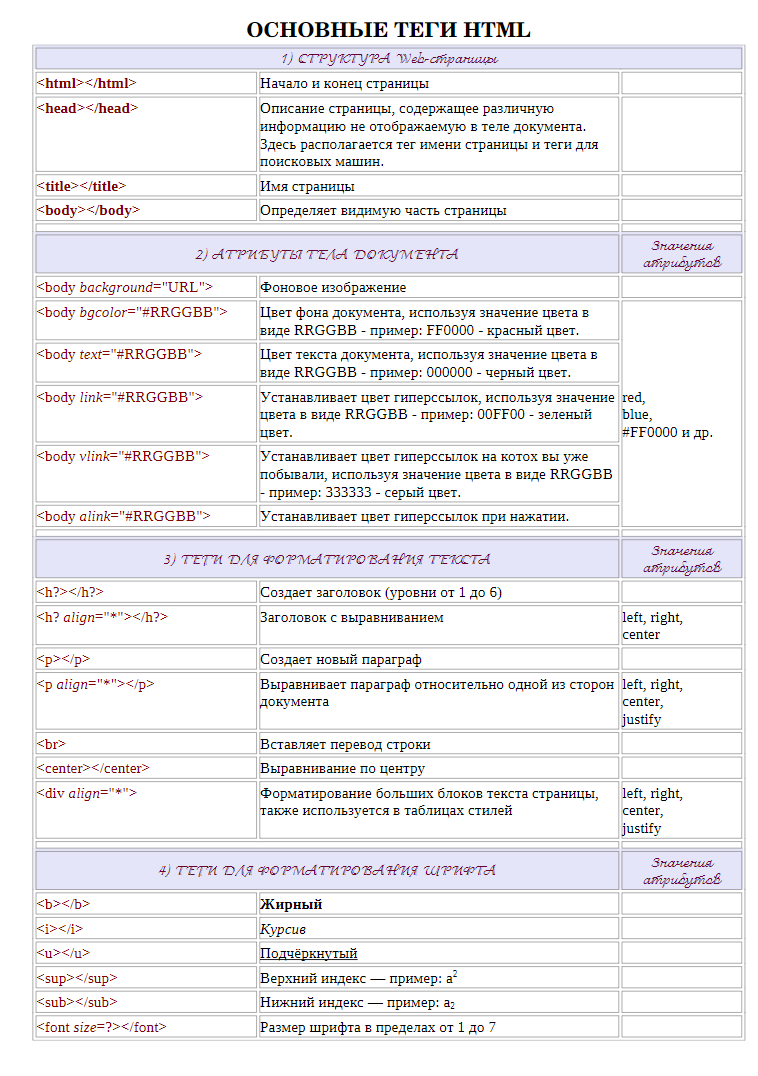 ОСНОВНЫЕ ТЕГИ HTML
1) СТРУКТУРА Web-страницы
<html></html>
Начало и конец страницы
<head></head>
Описание страницы, содержащее различную
информацию не отображаемую в теле документа.
Здесь располагается тег имени страницы и теги для
поисковых машин.
<title></title>
Имя страницы
<body></body>
Определяет видимую часть страницы
2) АТРИБУТЫ ТЕЛА ДОКУМЕНТА
Значения
атрибутов
<body background="URL">
Фоновое изображение
<body bgcolor="#RRGGBB">
Цвет фона документа, используя значение цвета в
виде RRGGBB - пример: FF0000 - красный цвет.
<body text="#RRGGBB">
Цвет текста документа, используя значение цвета в
виде RRGGBB - пример: 000000 - черный цвет.
<body link="#RRGGBB">
Устанавливает цвет гиперссылок, используя значение
цвета в виде RRGGBB - пример: 00FF00 - зеленый
цвет.
red,
blue,
#FF0000 и др.
<body vlink="#RRGGBB">
Устанавливает цвет гиперссылок на котох вы уже
побывали, используя значение цвета в виде RRGGBB
- пример: 333333 - серый цвет.
<body alink="#RRGGBB">
Устанавливает цвет гиперссылок при нажатии.
3) ТЕГИ ДЛЯ ФОРМАТИРОВАНИЯ ТЕКСТА
Значения
атрибутов
<h?></h?>
Создает заголовок (уровни от 1 до 6)
<h? align="*"></h?>
Заголовок с выравниванием
left, right,
center
<p></p>
Создает новый параграф
<p align="*"></p>
Выравнивает параграф относительно одной из сторон
документа
left, right,
center,
justify
<br>
Вставляет перевод строки
<center></center>
Выравнивание по центру
<div align="*">
Форматирование больших блоков текста страницы,
также используется в таблицах стилей
left, right,
center,
justify
4) ТЕГИ ДЛЯ ФОРМАТИРОВАНИЯ ШРИФТА
Значения
атрибутов
<b></b>
Жирный
<i></i>
Курсив
<u></u>
Подчёркнутый
<sup></sup>
Верхний индекс — пример: a²
<sub></sub>
Нижний индекс — пример: a₂
<font size=?></font>
Размер шрифта в пределах от 1 до 7